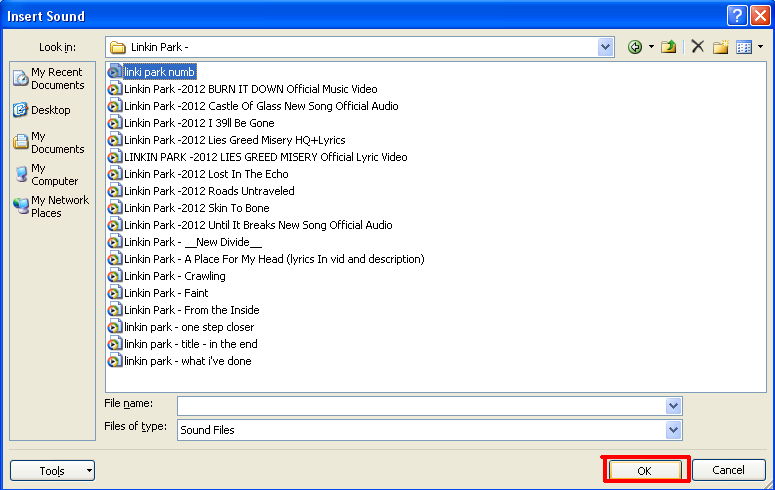 Insert Sound
Look in:
Linkin Park -
My Recent
Documents
Desktop
My
Documents
My
Computer
My Network
Places
linki park numb
Linkin Park -2012 BURN IT DOWN Official Music Video
Linkin Park -2012 Castle Of Glass New Song Official Audio
Linkin Park -2012 I 39ll Be Gone
Linkin Park -2012 Lies Greed Misery HQ+Lyrics
LINKIN PARK -2012 LIES GREED MISERY Official Lyric Video
Linkin Park -2012 Lost In The Echo
Linkin Park -2012 Roads Untraveled
Linkin Park -2012 Skin To Bone
Linkin Park -2012 Until It Breaks New Song Official Audio
Linkin Park - __New Divide__
Linkin Park - A Place For My Head (lyrics In vid and description)
Linkin Park - Crawling
Linkin Park - Faint
Linkin Park - From the Inside
linkin park - one step closer
linkin park - title - in the end
linkin park - what i've done
File name:
Files of type:
Sound Files
Tools
OK
Cancel